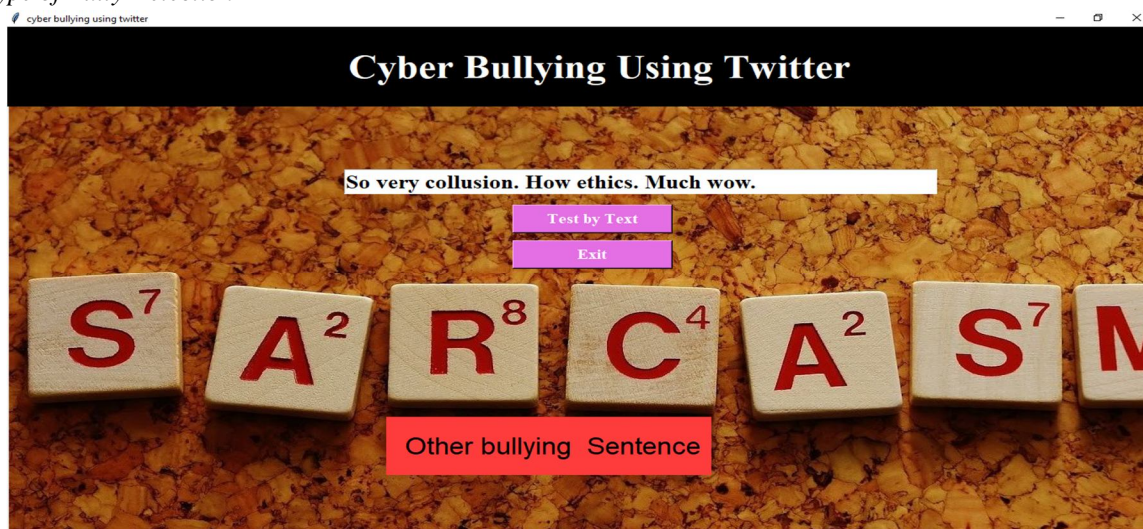 cyber bullying using twitter
Cyber Bullying Using Twitter
So very collusion. How ethics. Much wow.
Test by Text
Exit
S7 A2 R8 C4 A2 S7 M
Other bullying Sentence